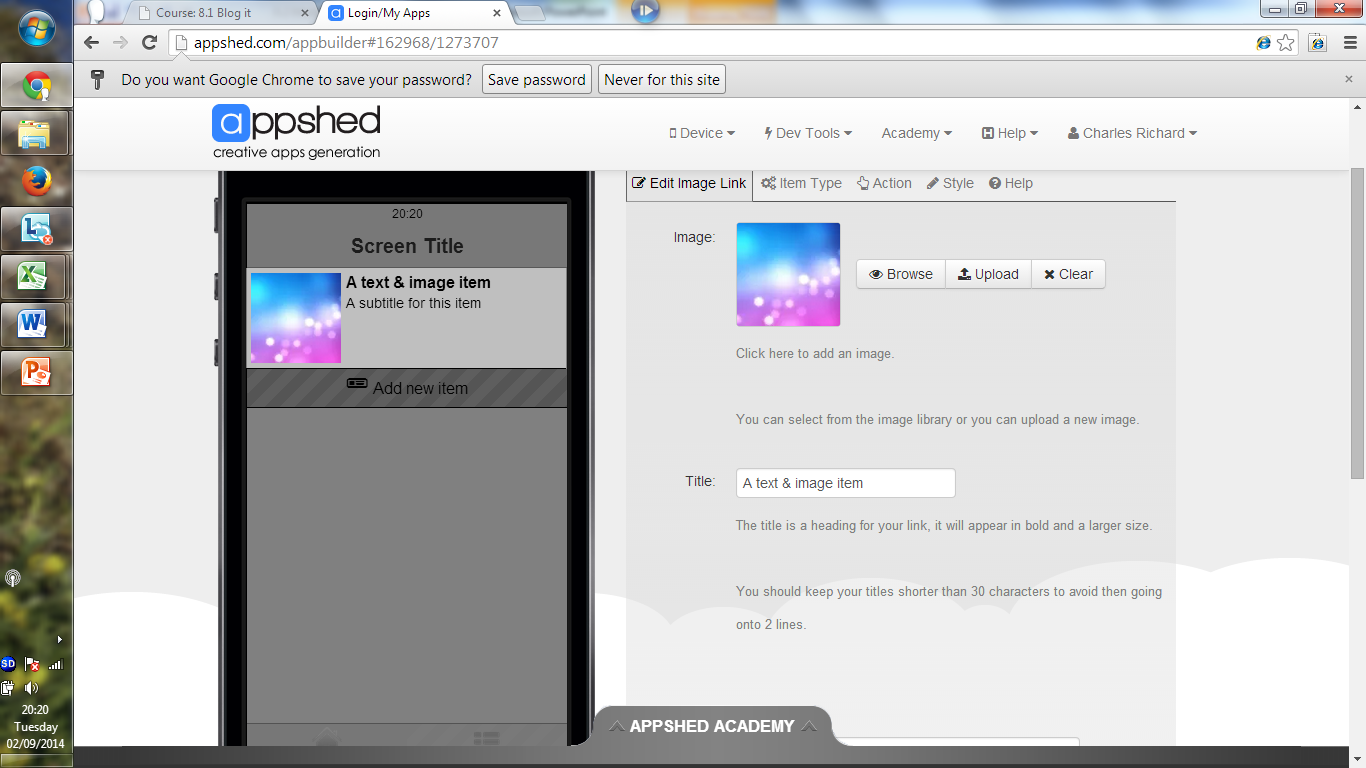 Course: 8.1 Blog it
Login/My Apps
appshed.com/appbuilder#162968/1273707
Do you want Google Chrome to save your password? Save password Never for this site
appshed
creative apps generation
Device Dev Tools Academy Help Charles Richard
Edit Image Link Item Type Action Style Help
20:20
Screen Title
A text & image item
A subtitle for this item
Add new item
Image:
Browse Upload Clear
Click here to add an image.
You can select from the image library or you can upload a new image.
Title: A text & image item
The title is a heading for your link, it will appear in bold and a larger size.
You should keep your titles shorter than 30 characters to avoid then going
onto 2 lines.
APPSHED ACADEMY
SD
20:20
Tuesday
02/09/2014